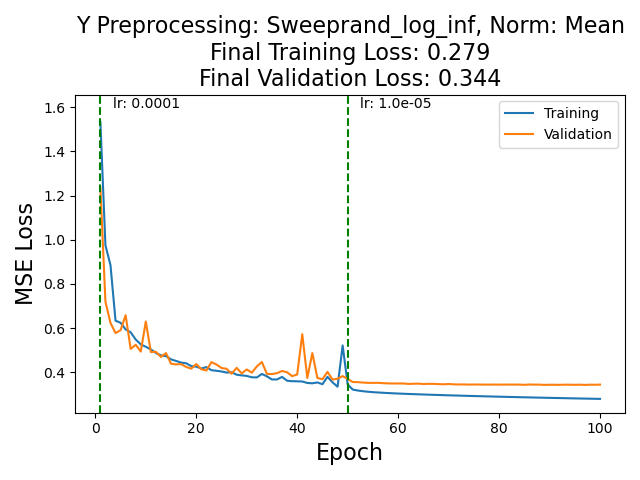 Y Preprocessing: Sweeprand_log_inf, Norm: Mean
Final Training Loss: 0.279
Final Validation Loss: 0.344
lr: 0.0001
lr: 1.0e-05
Training
Validation
1.6
1.4
1.2
1.0
0.8
0.6
0.4
MSE Loss
0
20
40
60
80
100
Epoch